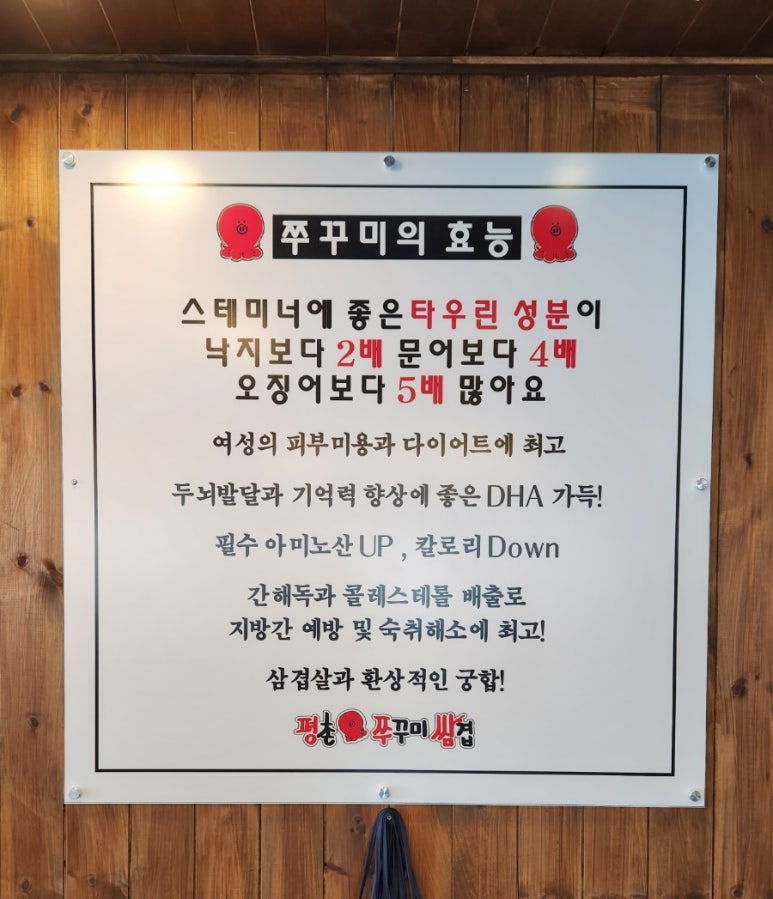 쭈꾸미의 효능
스테미너에 좋은 타우린 성분이
낙지보다 2배 문어보다 4배
오징어보다 5배 많아요
여성의 피부미용과 다이어트에 최고
두뇌발달과 기억력 향상에 좋은 DHA 가득!
필수 아미노산 UP , 칼로리 Down
간해독과 콜레스테롤 배출로
지방간 예방 및 숙취해소에 최고!
삼겹살과 환상적인 궁합!
평촌 쭈꾸미 쌈겹